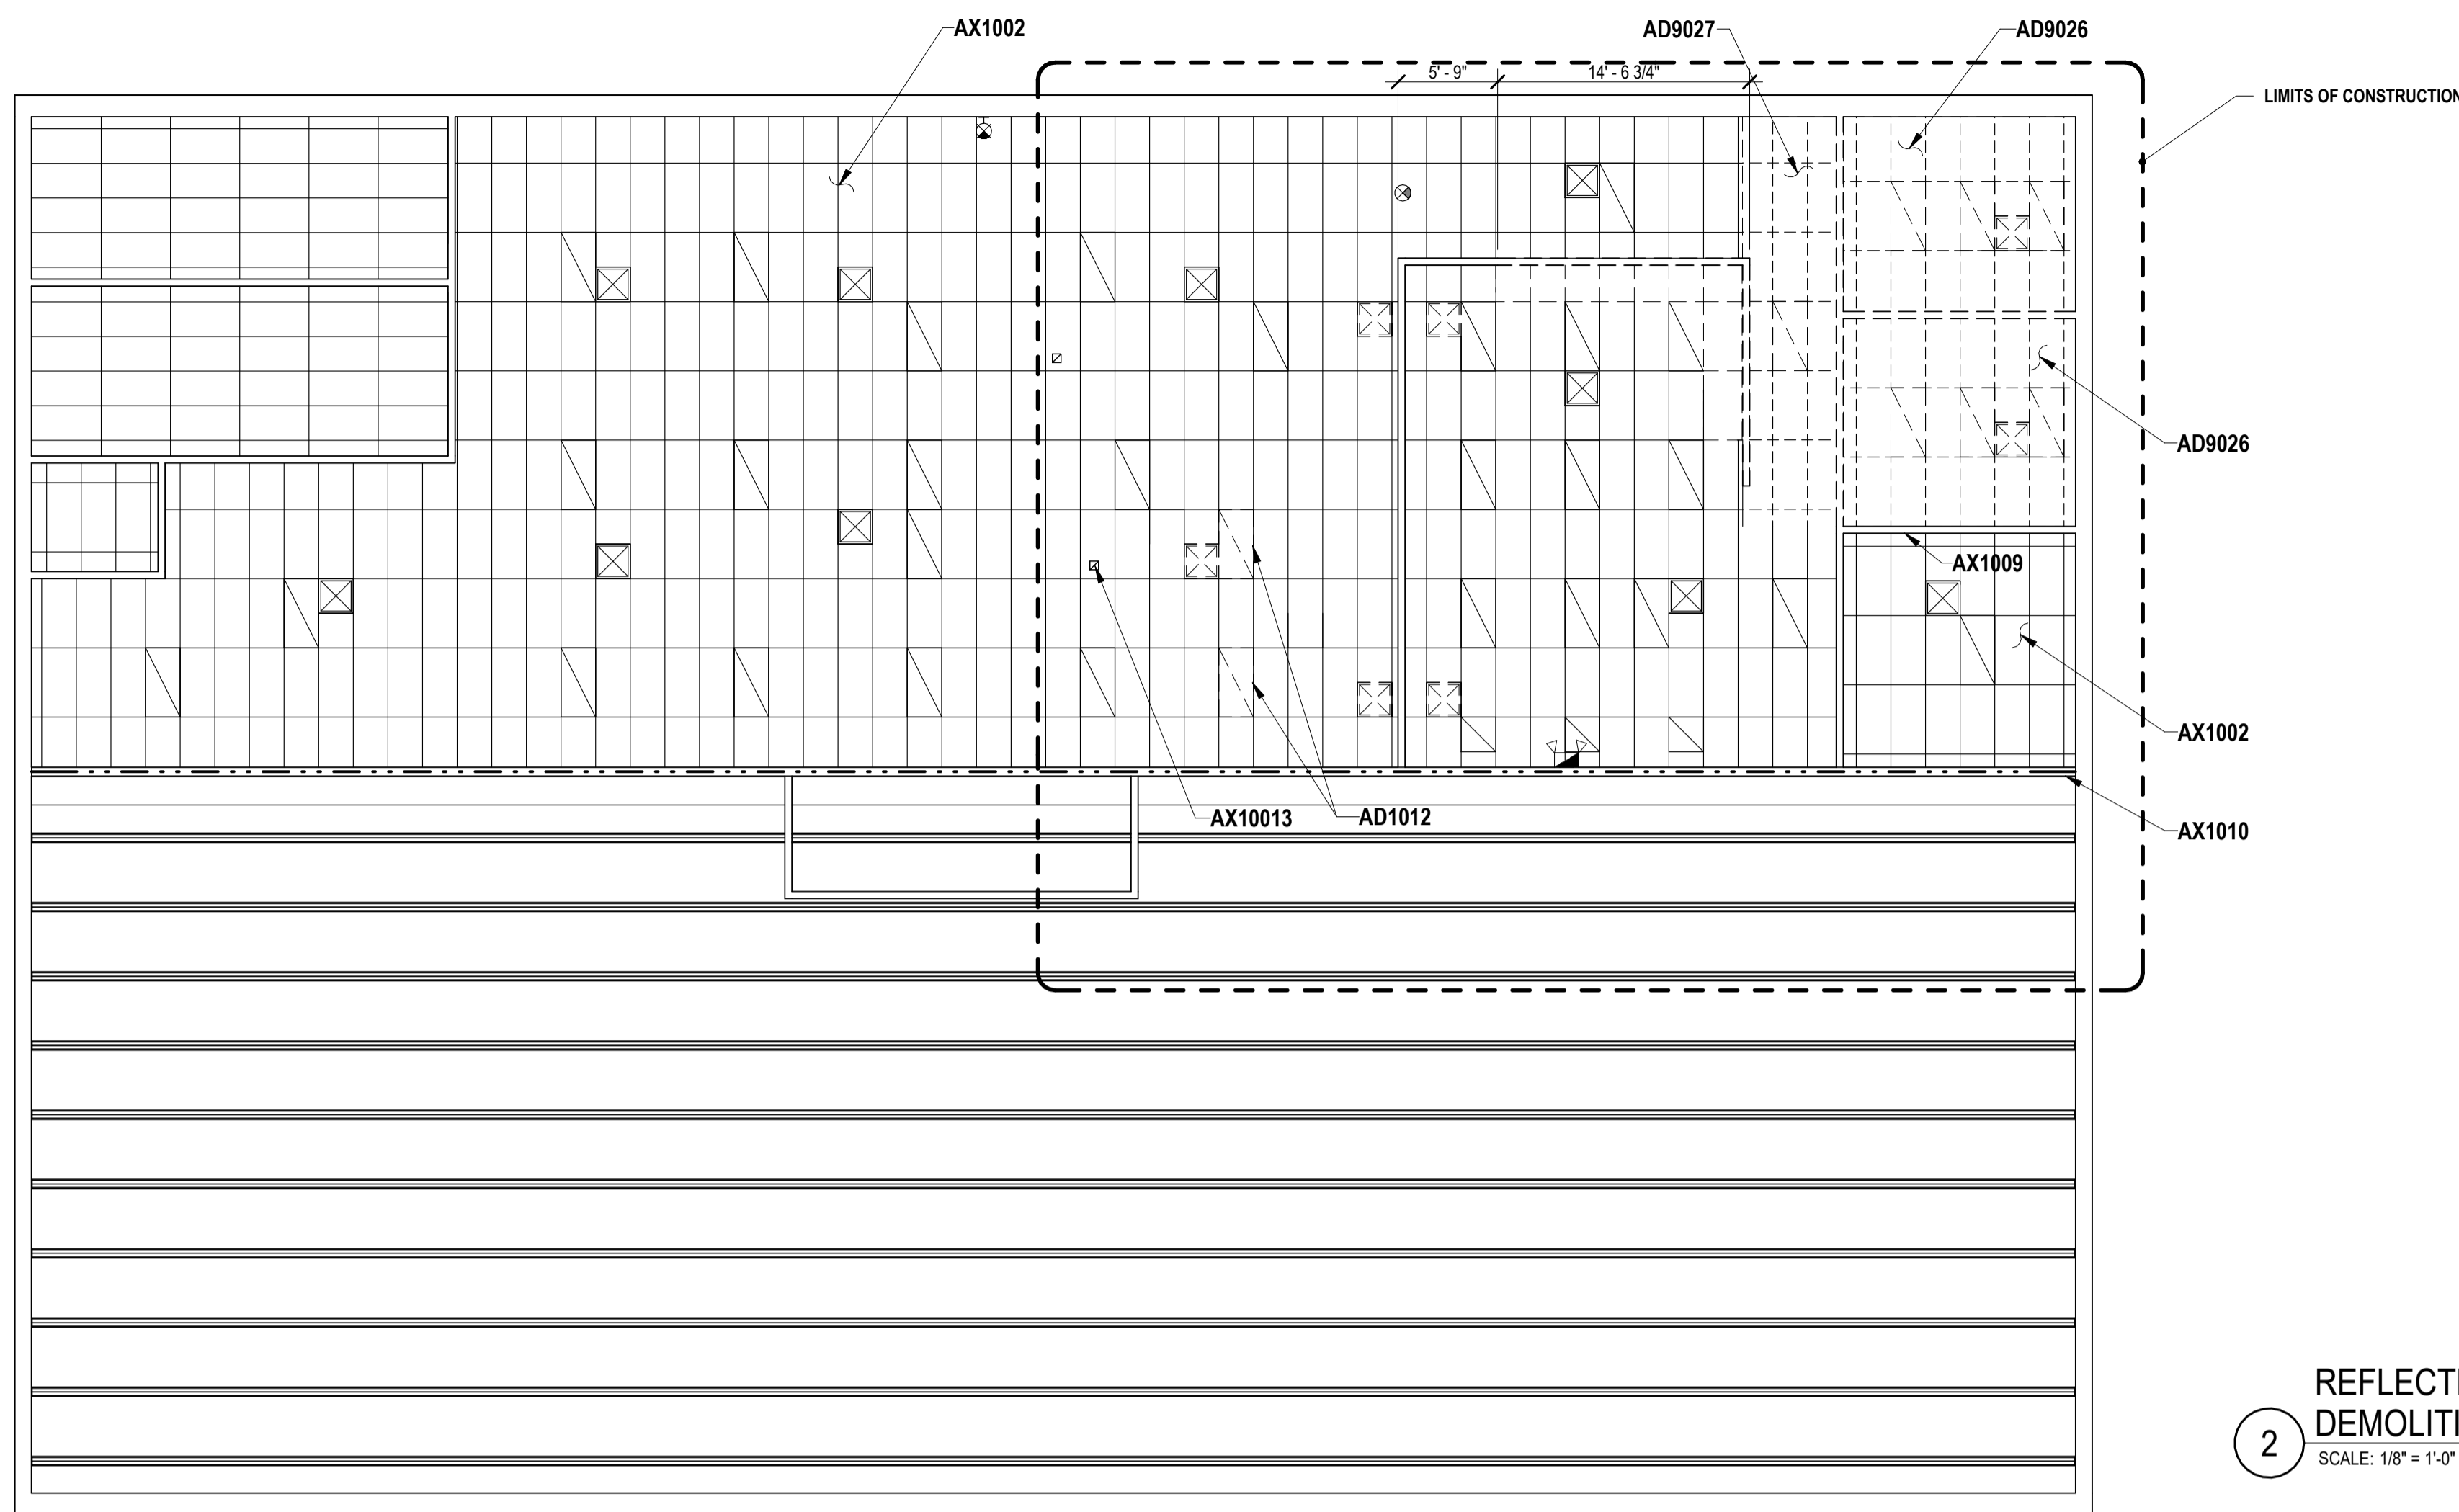 AX1002
AD9027
AD9026
5' - 9"
14' - 6 3/4"
LIMITS OF CONSTRUCTION
AD9026
AX1009
AX1002
AX10013
AD1012
AX1010
2
REFLECT
DEMOLITI
SCALE: 1/8" = 1'-0"